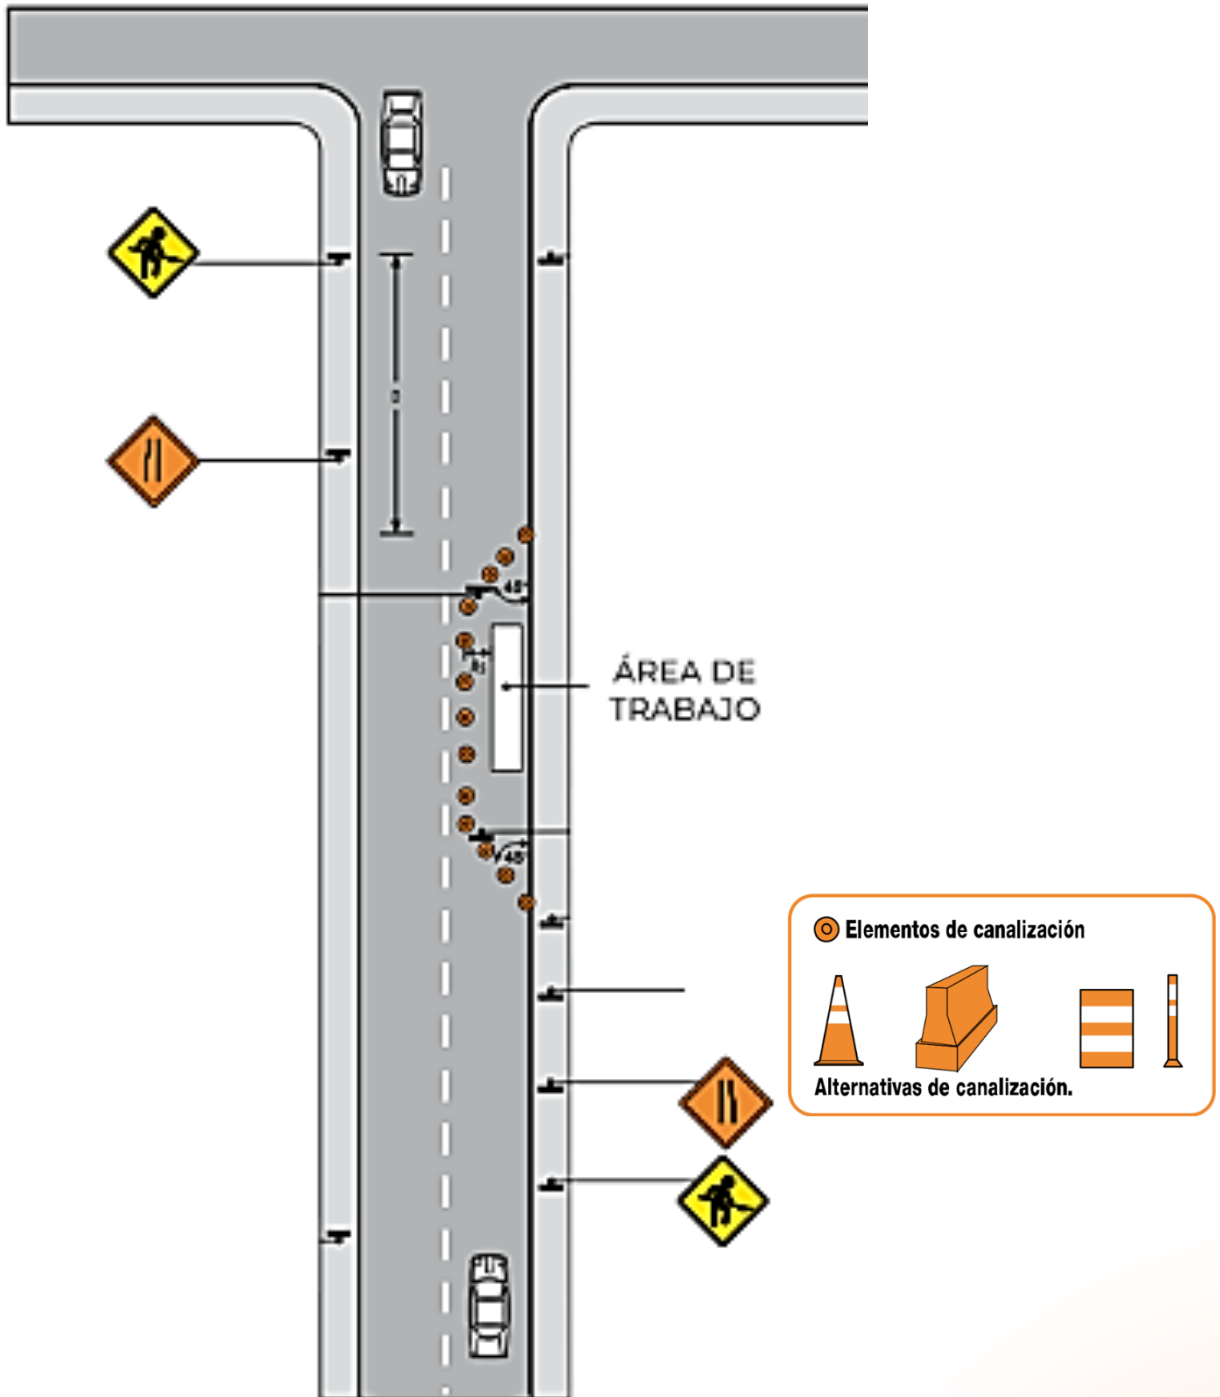 45°
ÁREA DE
TRABAJO
45°
Elementos de canalización
Alternativas de canalización.